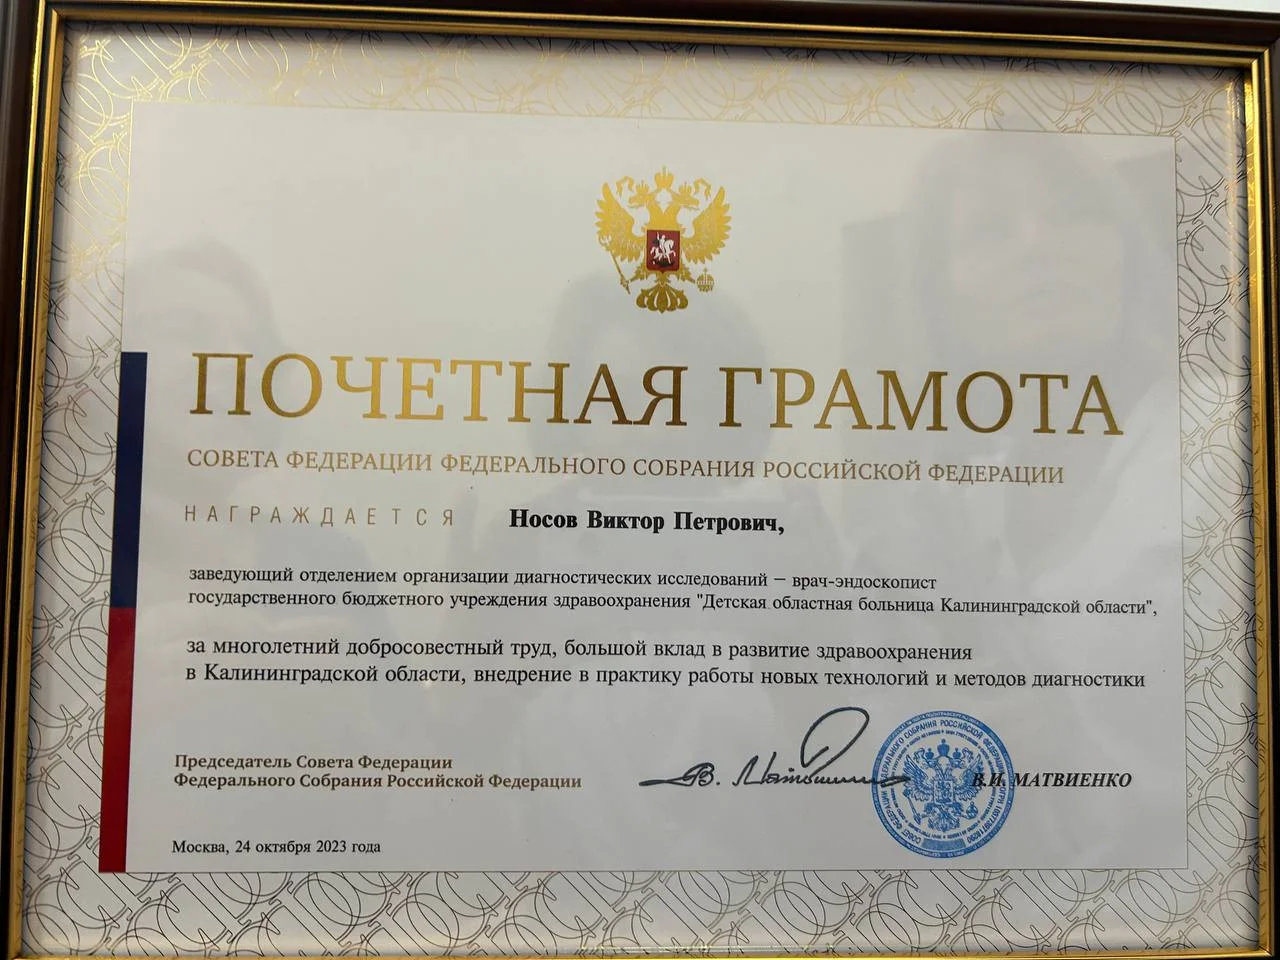 ПОЧЕТНАЯ ГРАМОТА
СОВЕТА ФЕДЕРАЦИИ ФЕДЕРАЛЬНОГО СОБРАНИЯ РОССИЙСКОЙ ФЕДЕРАЦИИ
НАГРАЖДАЕТСЯ Носов Виктор Петрович,
заведующий отделением организации диагностических исследований – врач-эндоскопист
государственного бюджетного учреждения здравоохранения "Детская областная больница Калининградской области",
за многолетний добросовестный труд, большой вклад в развитие здравоохранения
в Калининградской области, внедрение в практику работы новых технологий и методов диагностики
Председатель Совета Федерации
Федерального Собрания Российской Федерации
В.И. МАТВИЕНКО
Москва, 24 октября 2023 года